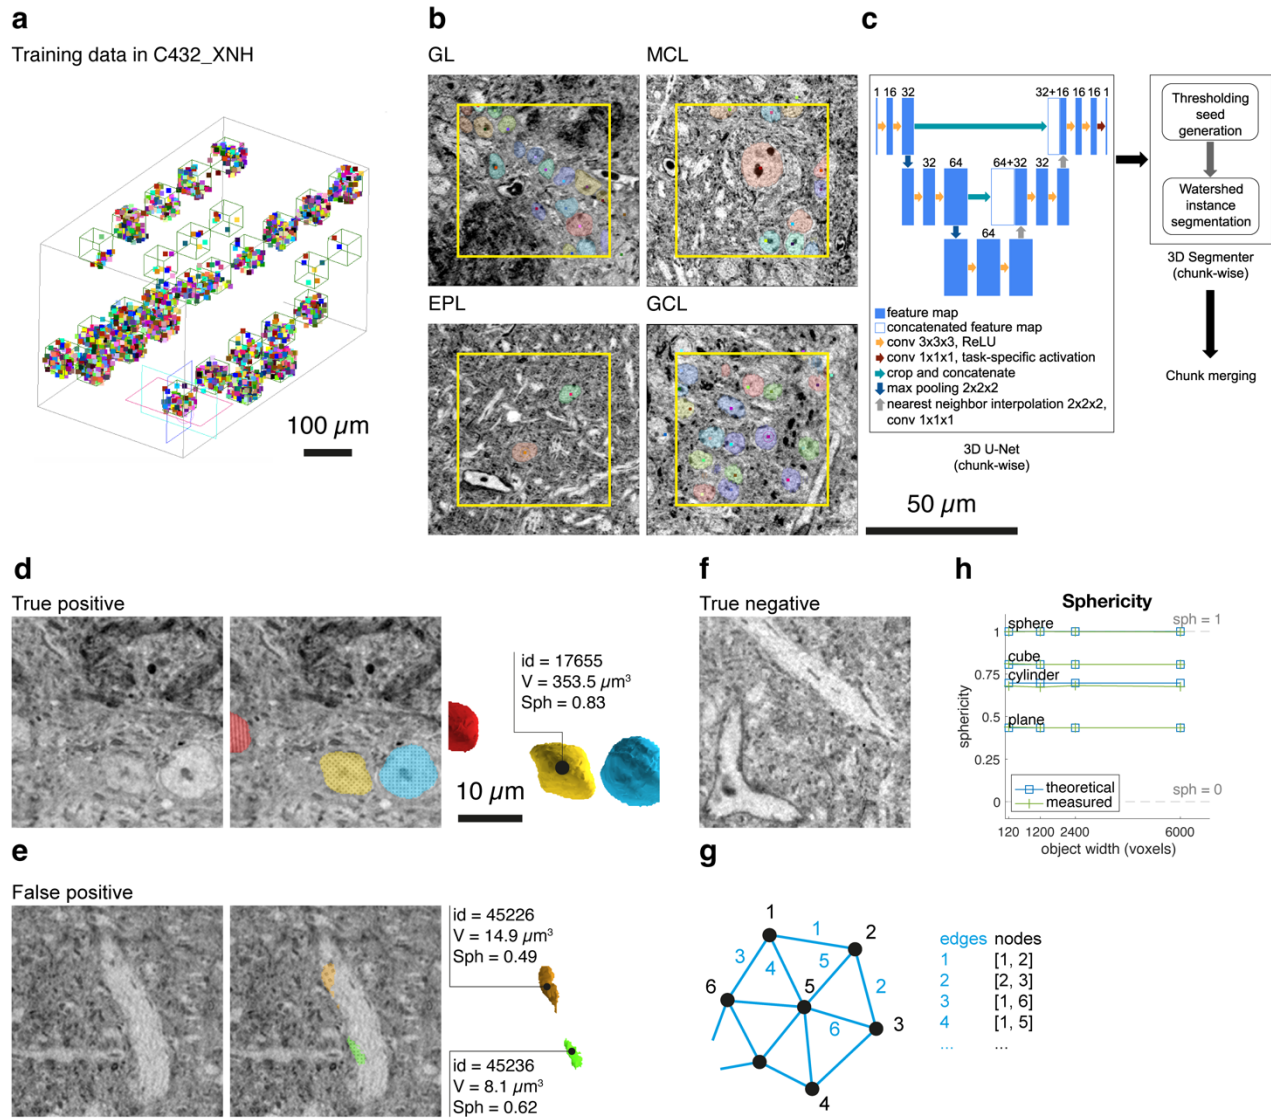 a
Training data in C432_XNH
100 µm
b
GL
MCL
EPL
GCL
50 µm
c
1 16 32
32+16 16 16 1
32 64
64+32 32
64
feature map
concatenated feature map
conv 3x3x3, ReLU
conv 1x1x1, task-specific activation
crop and concatenate
max pooling 2x2x2
nearest neighbor interpolation 2x2x2,
conv 1x1x1
3D U-Net
(chunk-wise)
Thresholding
seed
generation
Watershed
instance
segmentation
3D Segmenter
(chunk-wise)
Chunk merging
d
True positive
id = 17655
V = 353.5 µm³
Sph = 0.83
10 µm
e
False positive
id = 45226
V = 14.9 µm³
Sph = 0.49
id = 45236
V = 8.1 µm³
Sph = 0.62
f
True negative
g
1
2
3
4
5
6
1
2
3
4
5
6
edges nodes
1 [1, 2]
2 [2, 3]
3 [1, 6]
4 [1, 5]
... ...
h
Sphericity
sph = 1
sphere
cube
cylinder
plane
sph = 0
1
0.75
0.5
0.25
0
sphericity
theoretical
measured
120 1200 2400 6000
object width (voxels)